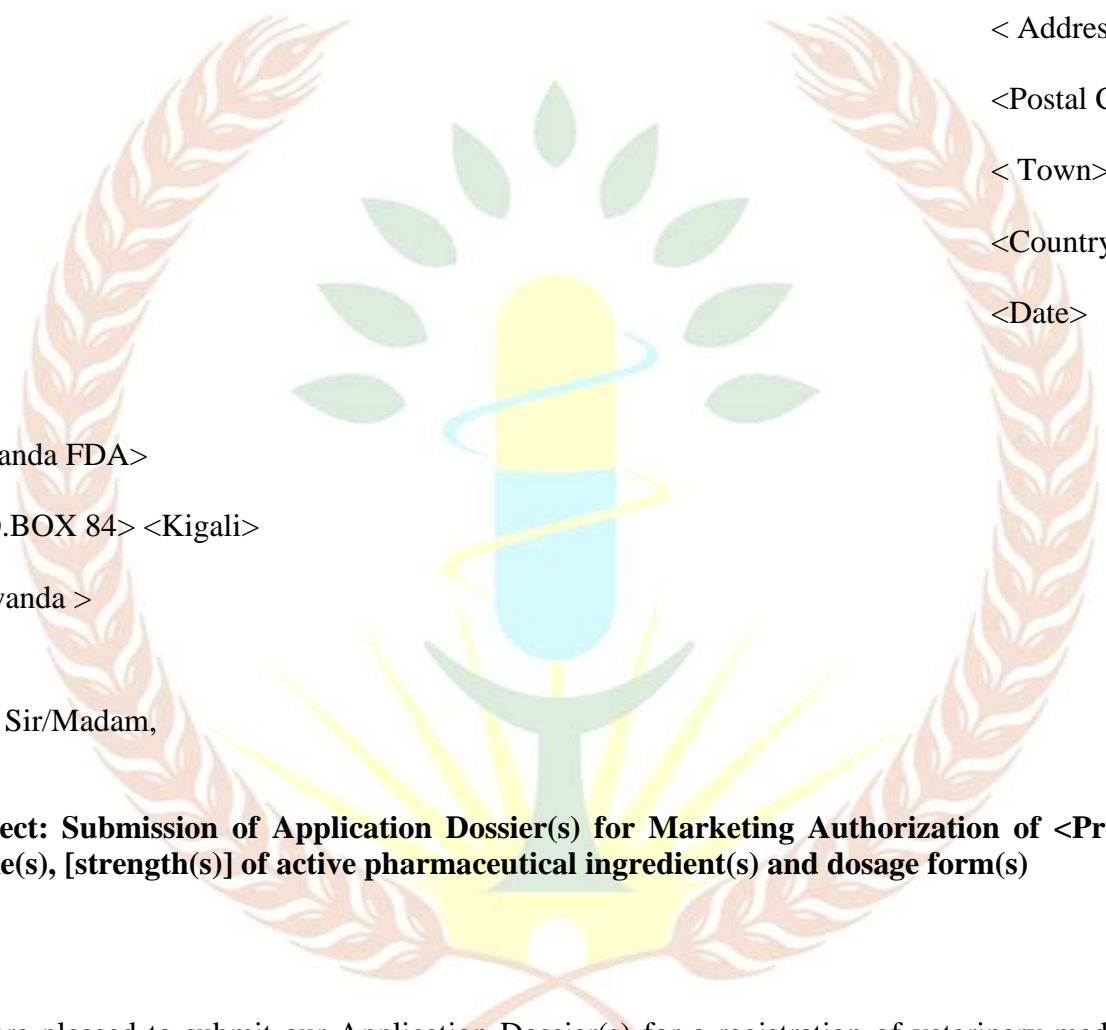 < Addres
<Postal
< Town>
<Country
<Date>
anda FDA>
.BOX 84> <Kigali>
vanda >
Sir/Madam,
ect: Submission of Application Dossier(s) for Marketing Authorization of <Pr
e(s), [strength(s)] of active pharmaceutical ingredient(s) and dosage form(s)
re pleased to submit our Application Dossier(s) for a registration of veterinary med